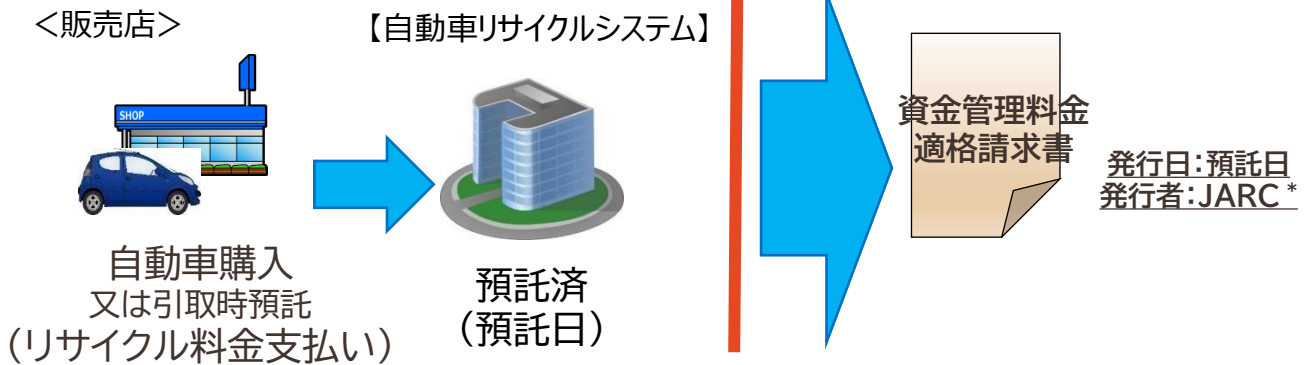 ＜販売店＞
【自動車リサイクルシステム】
SHOP
自動車購入
又は引取時預託
（リサイクル料金支払い）
預託済
（預託日）
資金管理料金
適格請求書
発行日：預託日
発行者：JARC *